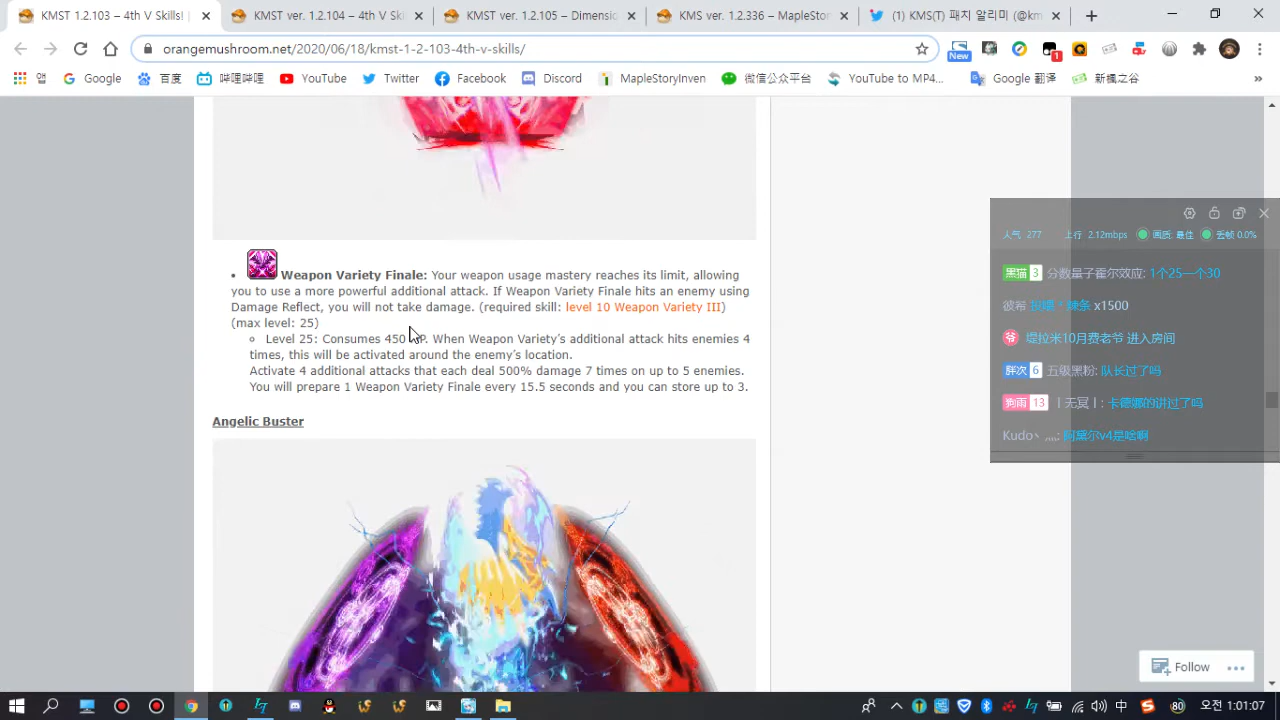 KMST 1.2.103 – 4th V Skills!
KMST ver. 1.2.104 – 4th V Ski
KMST ver. 1.2.105 – Dimensio
KMS ver. 1.2.336 – MapleStor
(1) KMS(T) 패치 알리미 (@km
orangemushroom.net/2020/06/18/kmst-1-2-103-4th-v-skills/
New
1
앱
Google
百度
哔哩哔哩
YouTube
Twitter
Facebook
Discord
MapleStoryInven
微信公众平台
YouTube to MP4...
Google 翻译
新楓之谷
»
Weapon Variety Finale: Your weapon usage mastery reaches its limit, allowing
you to use a more powerful additional attack. If Weapon Variety Finale hits an enemy using
Damage Reflect, you will not take damage. (required skill: level 10 Weapon Variety III)
(max level: 25)
Level 25: Consumes 450 P. When Weapon Variety’s additional attack hits enemies 4
times, this will be activated around the enemy’s location.
Activate 4 additional attacks that each deal 500% damage 7 times on up to 5 enemies.
You will prepare 1 Weapon Variety Finale every 15.5 seconds and you can store up to 3.
Angelic Buster
人气 277 上行 2.12mbps 画质: 最佳 丢帧 0.0%
黑猫 3 分数量子霍尔效应: 1个25一个30
彼希 x1500
爷 堤拉米10月费老爷 进入房间
胖次 6 五级黑粉: 队长过了吗
狗雨 13 丨无冥丨: 卡德娜的讲过了吗
Kudo丶灬: 阿黛尔v4是啥啊
Follow
中
80
오전 1:01:07